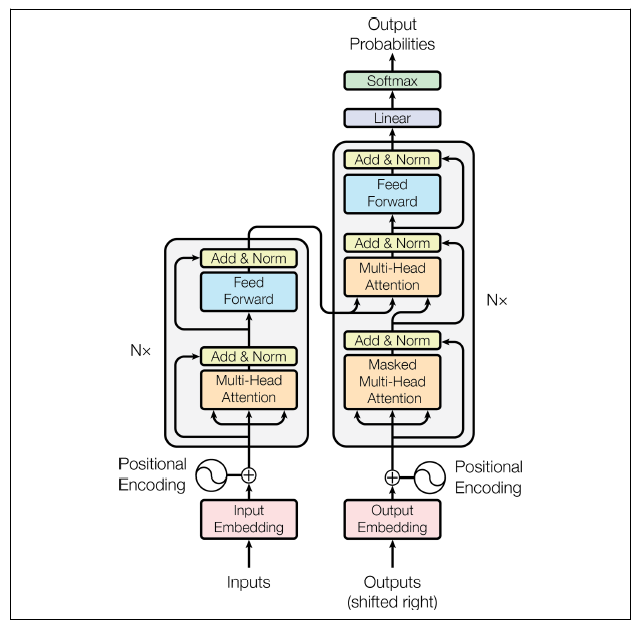 Output
Probabilities
Softmax
Linear
Add & Norm
Feed
Forward
Add & Norm
Multi-Head
Attention
Add & Norm
Masked
Multi-Head
Attention
N×
Add & Norm
Feed
Forward
Add & Norm
Multi-Head
Attention
N×
Positional
Encoding
Positional
Encoding
Input
Embedding
Output
Embedding
Inputs
Outputs
(shifted right)